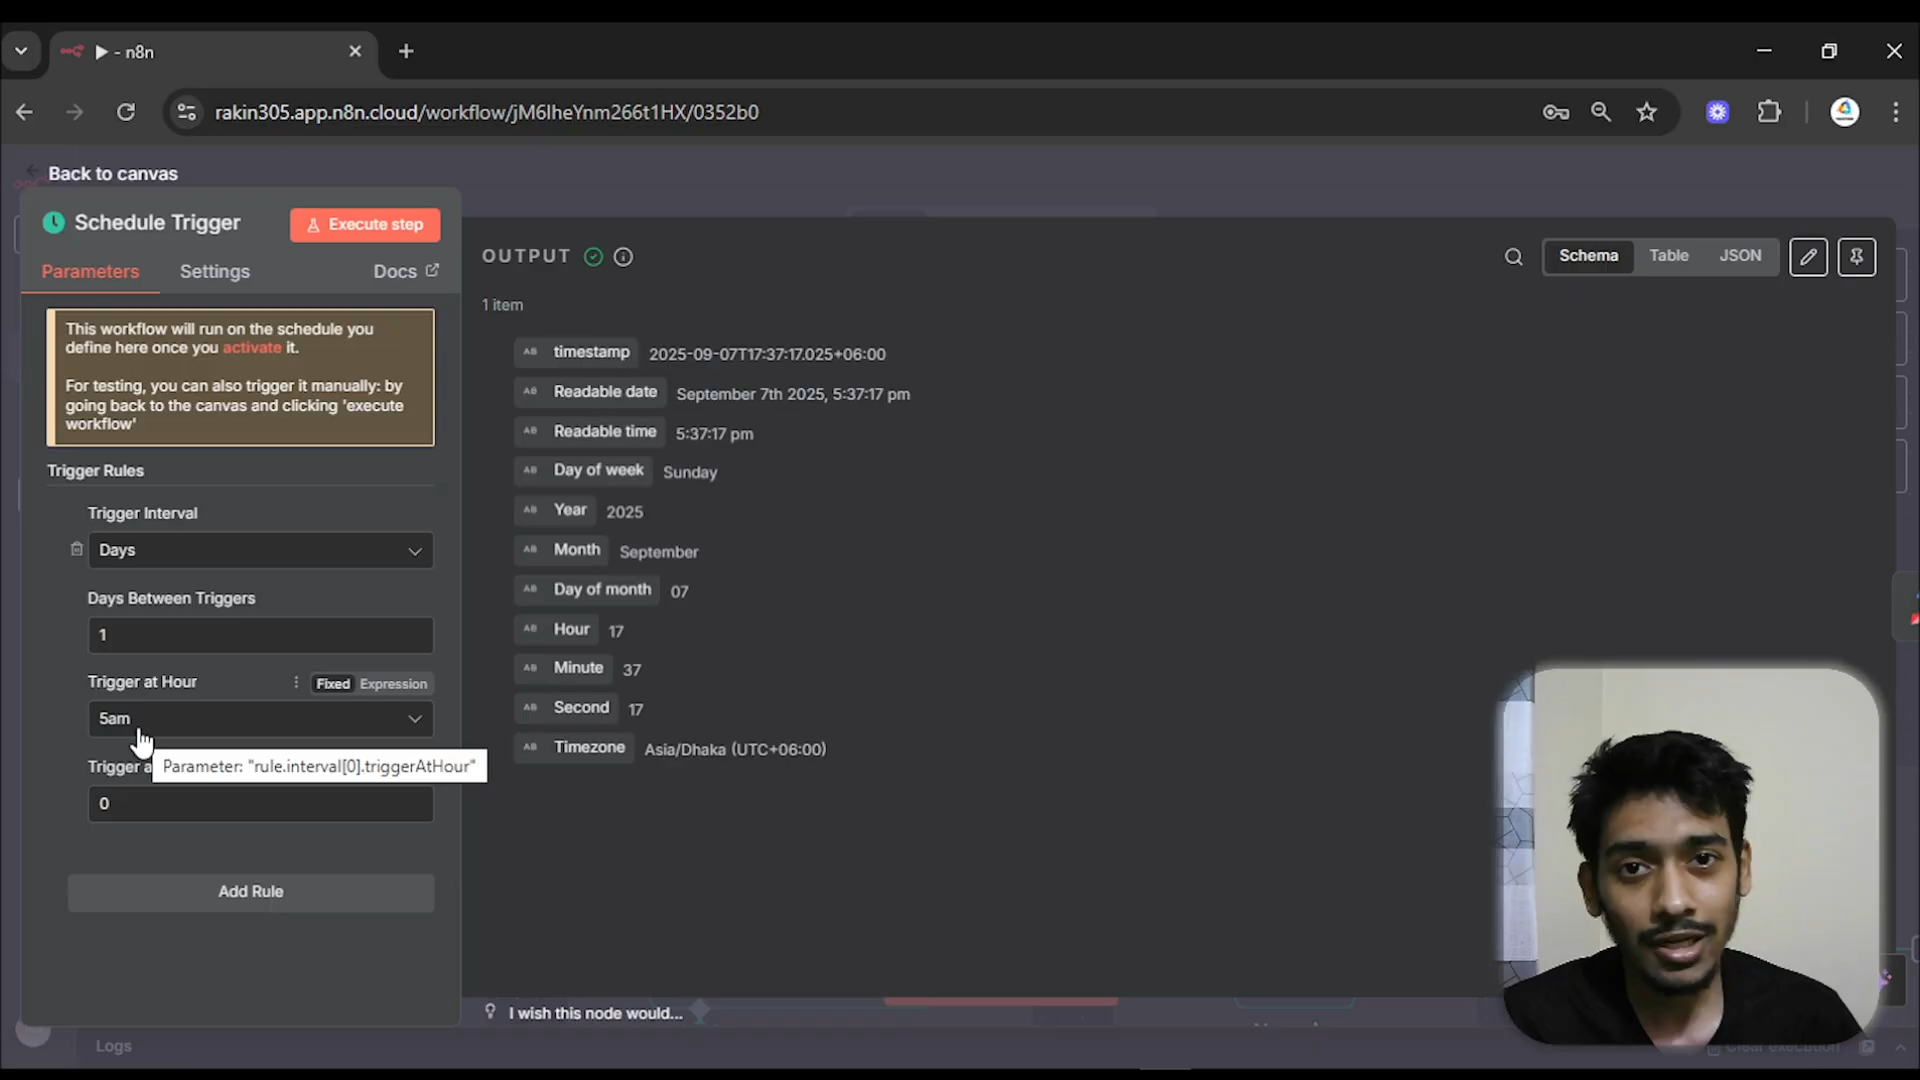 ▶ - n8n
rakin305.app.n8n.cloud/workflow/jM6lheYnm266t1HX/0352b0
Back to canvas
Schedule Trigger
Execute step
Parameters
Settings
Docs
This workflow will run on the schedule you
define here once you activate it.
For testing, you can also trigger it manually: by
going back to the canvas and clicking 'execute
workflow'
Trigger Rules
Trigger Interval
Days
Days Between Triggers
1
Trigger at Hour
Fixed Expression
5am
Trigger a
Parameter: "rule.interval[0].triggerAtHour"
0
Add Rule
OUTPUT
Schema
Table
JSON
1 item
timestamp 2025-09-07T17:37:17.025+06:00
Readable date September 7th 2025, 5:37:17 pm
Readable time 5:37:17 pm
Day of week Sunday
Year 2025
Month September
Day of month 07
Hour 17
Minute 37
Second 17
Timezone Asia/Dhaka (UTC+06:00)
I wish this node would...
Logs
Clear execution